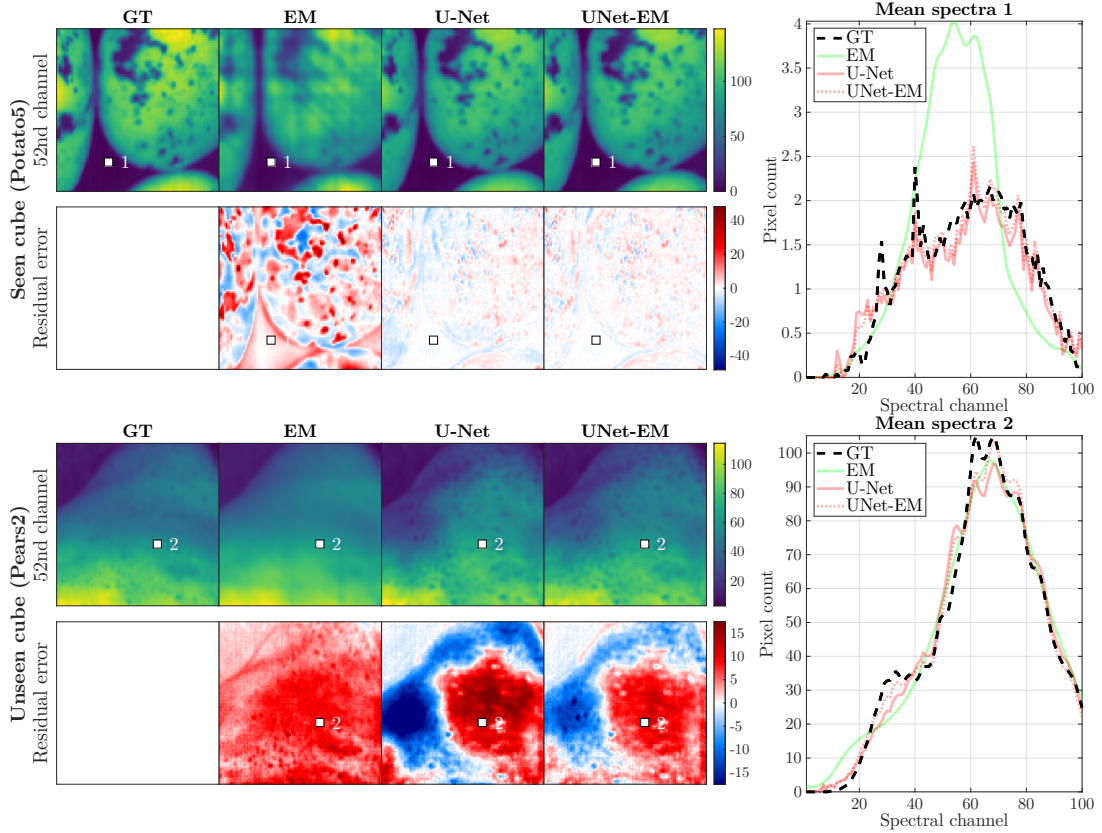 GT EM U-Net UNet-EM
Seen cube (Potato5)
52nd channel
1 1 1 1
100
50
0
Residual error
40
20
0
-20
-40
Mean spectra 1
GT
EM
U-Net
UNet-EM
Pixel count
4
3.5
3
2.5
2
1.5
1
0.5
0
20 40 60 80 100
Spectral channel
GT EM U-Net UNet-EM
Unseen cube (Pears2)
52nd channel
2 2 2 2
100
80
60
40
20
Residual error
2 2 2
15
10
5
0
-5
-10
-15
Mean spectra 2
GT
EM
U-Net
UNet-EM
Pixel count
100
90
80
70
60
50
40
30
20
10
0
20 40 60 80 100
Spectral channel